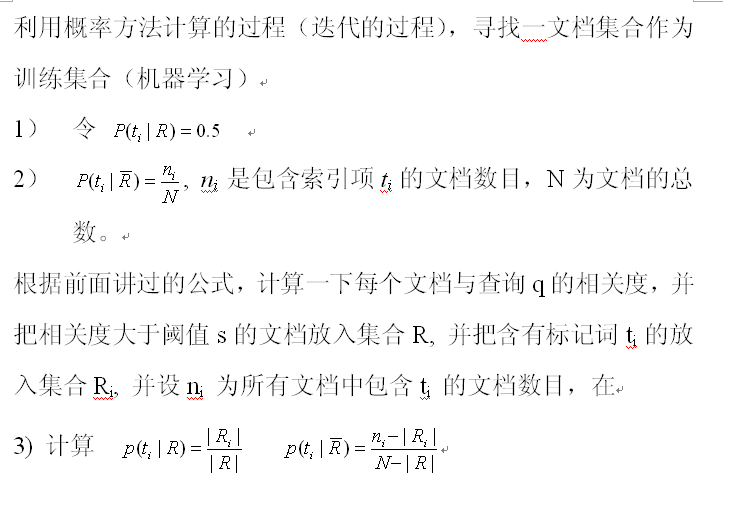 利用概率方法计算的过程（迭代的过程），寻找一文档集合作为
训练集合（机器学习）
1） 令 P(t_i | R) = 0.5
2） P(t_i | R̅) = n_i/N, n_i 是包含索引项 t_i 的文档数目，N 为文档的总
数。
根据前面讲过的公式，计算一下每个文档与查询 q 的相关度，并
把相关度大于阈值 s 的文档放入集合 R, 并把含有标记词 t_i 的放
入集合 R_i, 并设 n_i 为所有文档中包含 t_i 的文档数目，在
3) 计算 p(t_i | R) = |R_i|/|R| p(t_i | R̅) = (n_i−|R_i|)/(N−|R|)